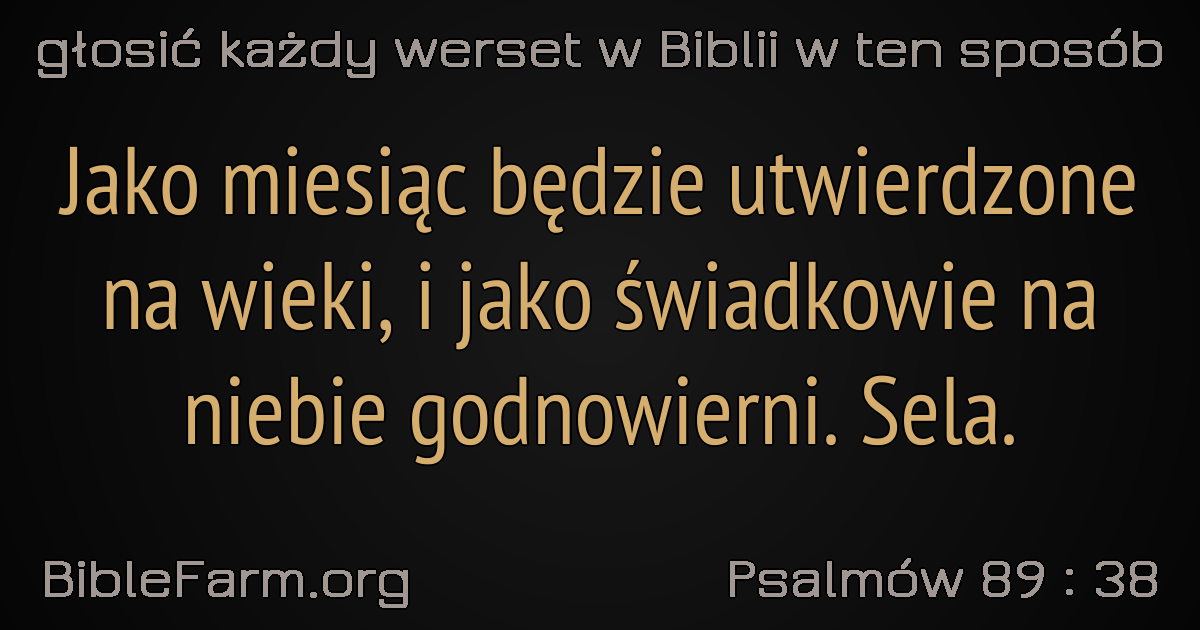 głosić każdy werset w Biblii w ten sposób
Jako miesiąc będzie utwierdzone
na wieki, i jako świadkowie na
niebie godnowierni. Sela.
BibleFarm.org
Psalmów 89 : 38